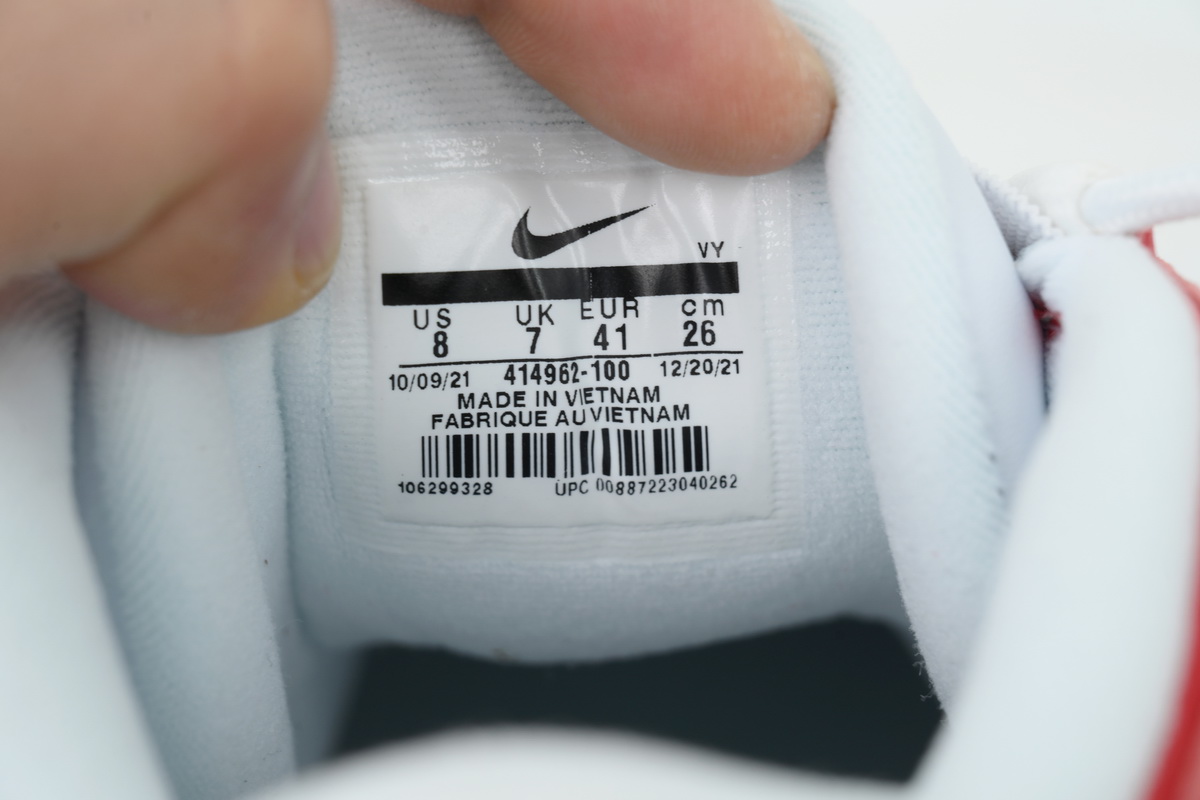 VY
US UK EUR cm
8 7 41 26
10/09/21 414962-100 12/20/21
MADE IN VIETNAM
FABRIQUE AU VIETNAM
106299328 UPC 00887223040262